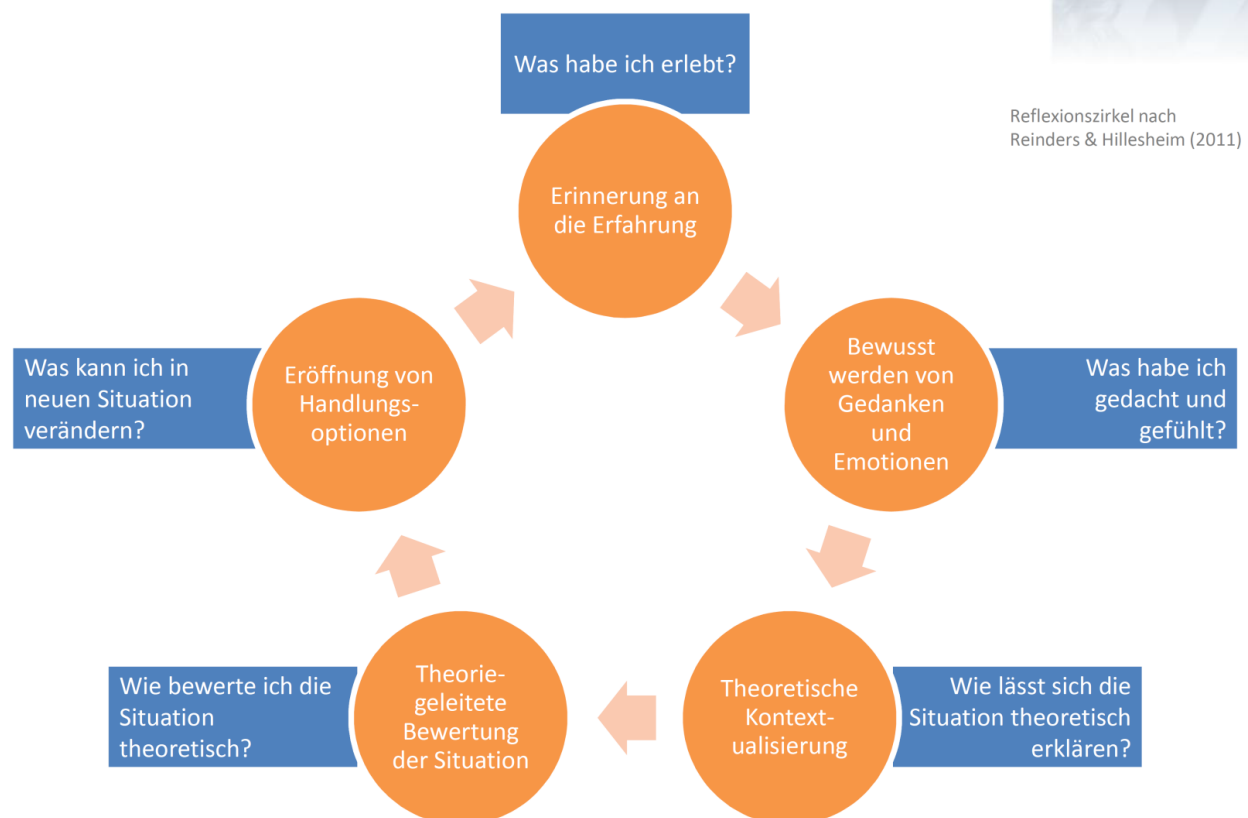 Was habe ich erlebt?
Reflexionszirkel nach
Reinders & Hillesheim (2011)
Erinnerung an
die Erfahrung
Bewusst
werden von
Gedanken
und
Emotionen
Was habe ich
gedacht und
gefühlt?
Theoretische
Kontext-
ualisierung
Wie lässt sich die
Situation theoretisch
erklären?
Theorie-
geleitete
Bewertung
der Situation
Wie bewerte ich die
Situation
theoretisch?
Eröffnung von
Handlungs-
optionen
Was kann ich in
neuen Situation
verändern?